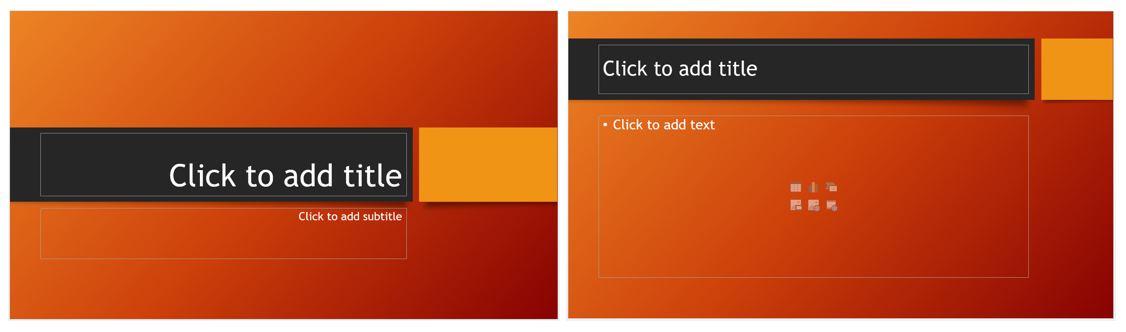 Click to add title
Click to add subtitle
Click to add title
• Click to add text